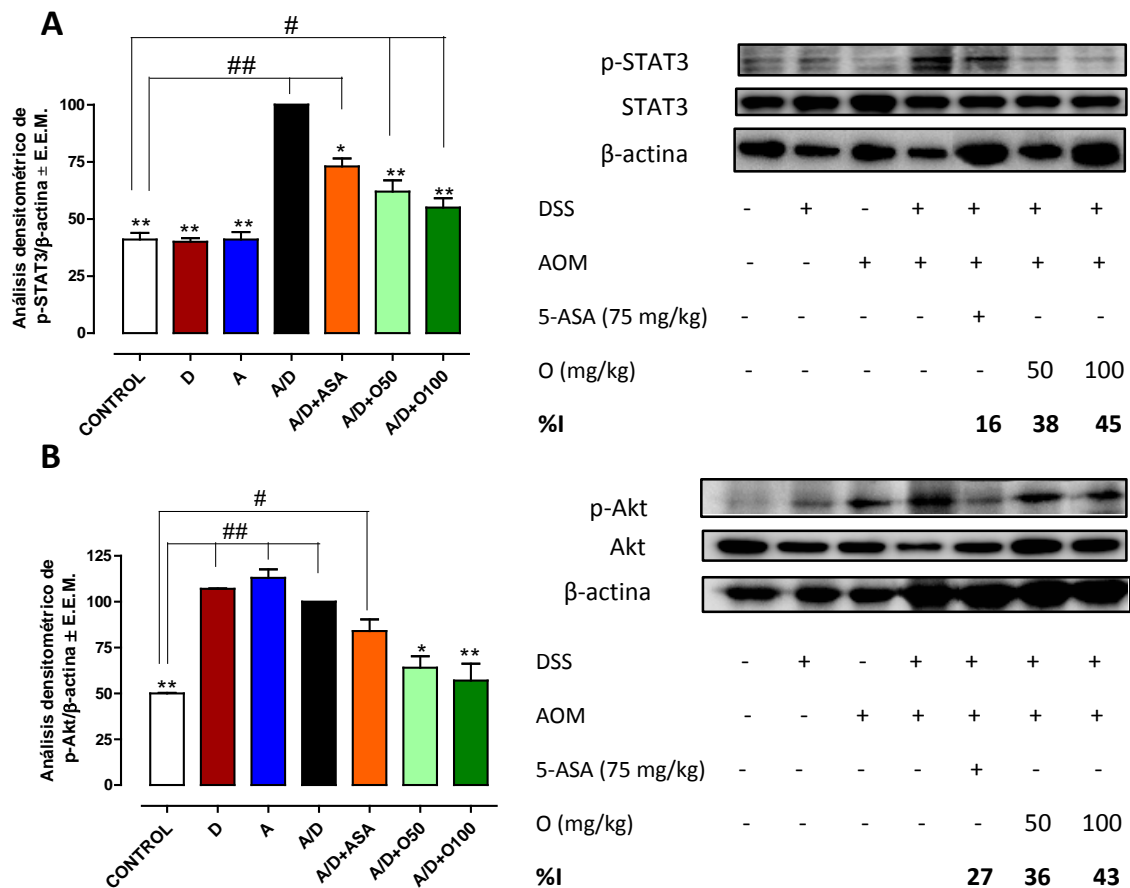 A
#
##
Análisis densitométrico de
p-STAT3/β-actina ± E.E.M.
100
75
50
25
0
**
**
**
*
**
**
CONTROL
D
A
A/D
A/D+ASA
A/D+O50
A/D+O100
p-STAT3
STAT3
β-actina
DSS - + - + + + +
AOM - - + + + + +
5-ASA (75 mg/kg) - - - - + - -
O (mg/kg) - - - - - 50 100
%I 16 38 45
B
#
##
Análisis densitométrico de
p-Akt/β-actina ± E.E.M.
125
100
75
50
25
0
**
*
**
CONTROL
D
A
A/D
A/D+ASA
A/D+O50
A/D+O100
p-Akt
Akt
β-actina
DSS - + - + + + +
AOM - - + + + + +
5-ASA (75 mg/kg) - - - - + - -
O (mg/kg) - - - - - 50 100
%I 27 36 43